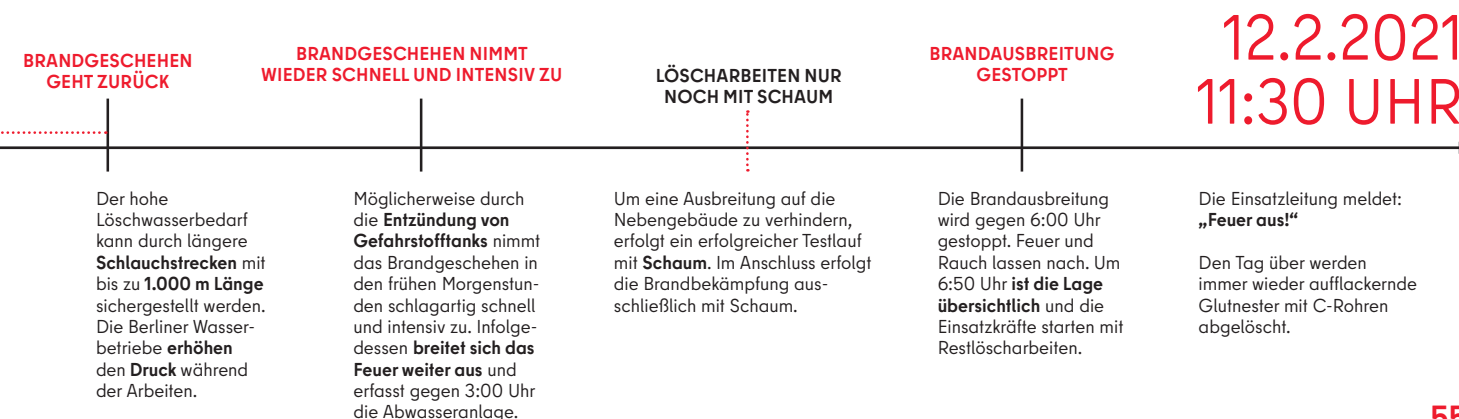 BRANDGESCHEHEN
GEHT ZURÜCK
Der hohe
Löschwasserbedarf
kann durch längere
Schlauchstrecken mit
bis zu 1.000 m Länge
sichergestellt werden.
Die Berliner Wasser-
betriebe erhöhen
den Druck während
der Arbeiten.
BRANDGESCHEHEN NIMMT
WIEDER SCHNELL UND INTENSIV ZU
Möglicherweise durch
die Entzündung von
Gefahrstofftanks nimmt
das Brandgeschehen in
den frühen Morgenstun-
den schlagartig schnell
und intensiv zu. Infolge-
dessen breitet sich das
Feuer weiter aus und
erfasst gegen 3:00 Uhr
die Abwasseranlage.
LÖSCHARBEITEN NUR
NOCH MIT SCHAUM
Um eine Ausbreitung auf die
Nebengebäude zu verhindern,
erfolgt ein erfolgreicher Testlauf
mit Schaum. Im Anschluss erfolgt
die Brandbekämpfung aus-
schließlich mit Schaum.
BRANDAUSBREITUNG
GESTOPPT
Die Brandausbreitung
wird gegen 6:00 Uhr
gestoppt. Feuer und
Rauch lassen nach. Um
6:50 Uhr ist die Lage
übersichtlich und die
Einsatzkräfte starten mit
Restlöscharbeiten.
12.2.2021
11:30 UHR
Die Einsatzleitung meldet:
„Feuer aus!“
Den Tag über werden
immer wieder aufflackernde
Glutnester mit C-Rohren
abgelöscht.
55